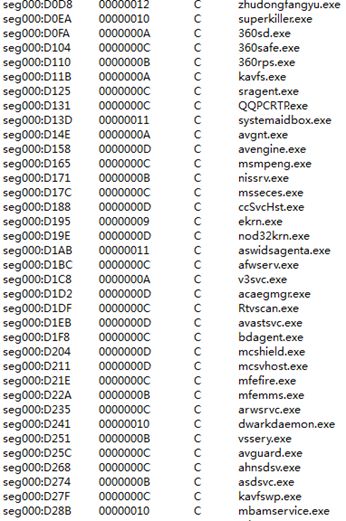 seg000:D0D8 00000012 C zhudongfangyu.exe
seg000:D0EA 00000010 C superkiller.exe
seg000:D0FA 0000000A C 360sd.exe
seg000:D104 0000000C C 360safe.exe
seg000:D110 0000000B C 360rps.exe
seg000:D11B 0000000A C kavfs.exe
seg000:D125 0000000C C sragent.exe
seg000:D131 0000000C C QQPCRTP.exe
seg000:D13D 00000011 C systemaidbox.exe
seg000:D14E 0000000A C avgnt.exe
seg000:D158 0000000D C avengine.exe
seg000:D165 0000000C C msmpeng.exe
seg000:D171 0000000B C nissrv.exe
seg000:D17C 0000000C C msseces.exe
seg000:D188 0000000D C ccSvcHst.exe
seg000:D195 00000009 C ekrn.exe
seg000:D19E 0000000D C nod32krn.exe
seg000:D1AB 00000011 C aswidsagenta.exe
seg000:D1BC 0000000C C afwserv.exe
seg000:D1C8 0000000A C v3svc.exe
seg000:D1D2 0000000D C acaegmgr.exe
seg000:D1DF 0000000C C Rtvscan.exe
seg000:D1EB 0000000D C avastsvc.exe
seg000:D1F8 0000000C C bdagent.exe
seg000:D204 0000000D C mcshield.exe
seg000:D211 0000000D C mcsvhost.exe
seg000:D21E 0000000C C mfefire.exe
seg000:D22A 0000000B C mfemms.exe
seg000:D235 0000000C C arwsrvc.exe
seg000:D241 00000010 C dwarkdaemon.exe
seg000:D251 0000000B C vssery.exe
seg000:D25C 0000000C C avguard.exe
seg000:D268 0000000C C ahnsdsv.exe
seg000:D274 0000000B C asdsvc.exe
seg000:D27F 0000000C C kavfswp.exe
seg000:D28B 00000010 C mbamservice.exe